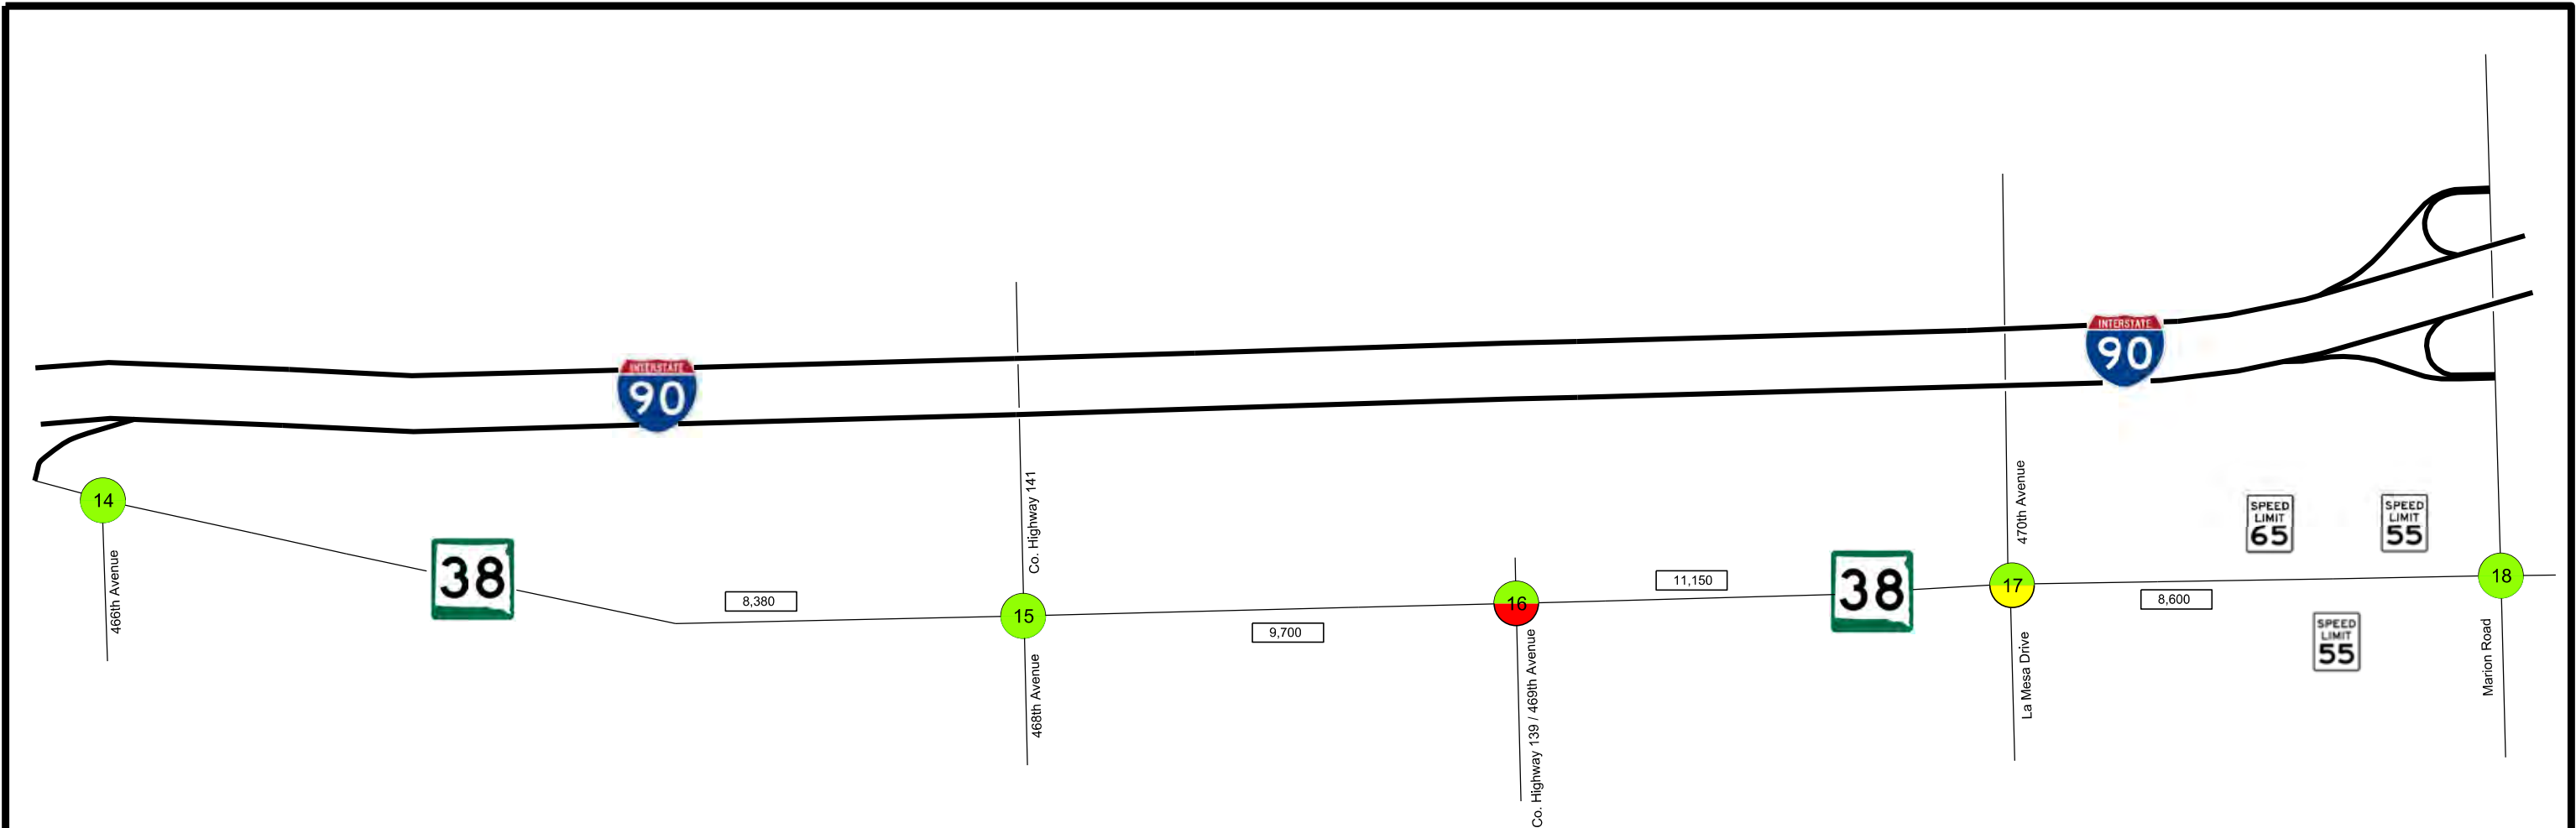 INTERSTATE
90
INTERSTATE
90
14
466th Avenue
38
8,380
Co. Highway 141
15
468th Avenue
9,700
16
Co. Highway 139 / 469th Avenue
11,150
38
470th Avenue
17
La Mesa Drive
8,600
SPEED
LIMIT
65
SPEED
LIMIT
55
SPEED
LIMIT
55
18
Marion Road